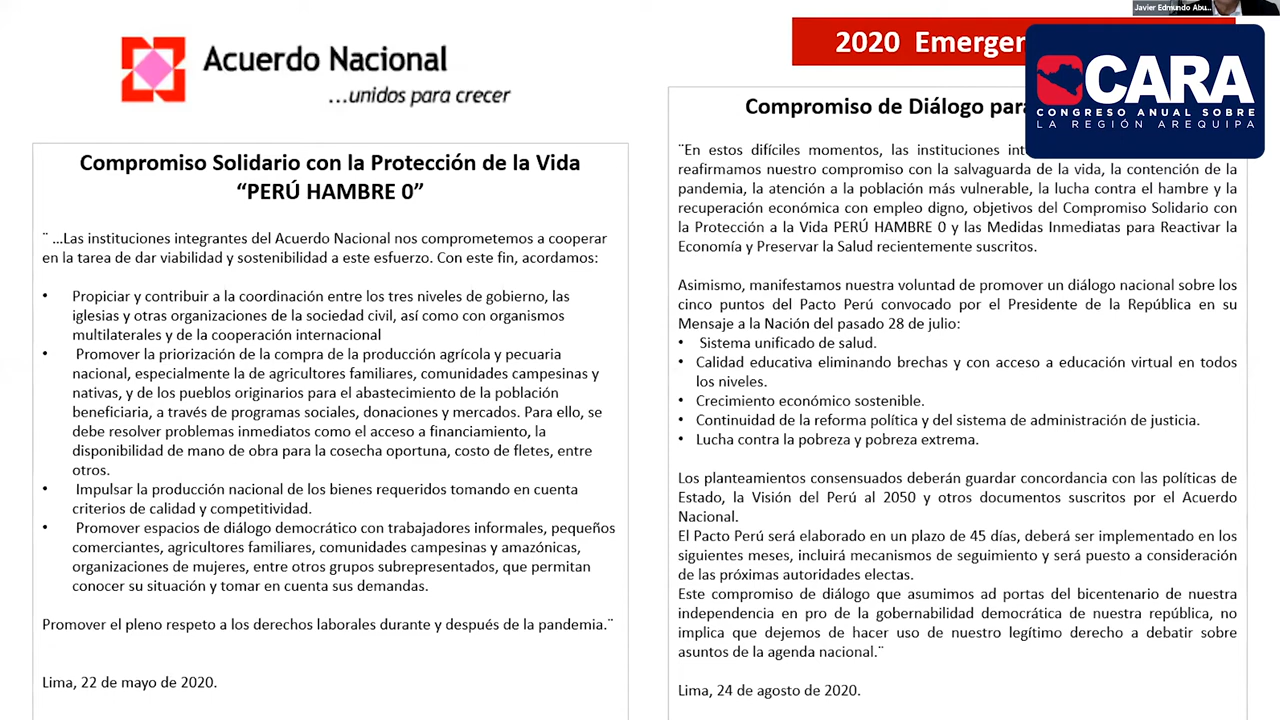 Javier Edmundo Abu...
Acuerdo Nacional
...unidos para crecer
2020 Emergen
CARA
CONGRESO ANUAL SOBRE
LA REGIÓN AREQUIPA
Compromiso Solidario con la Protección de la Vida
“PERÚ HAMBRE 0”
¨ …Las instituciones integrantes del Acuerdo Nacional nos comprometemos a cooperar
en la tarea de dar viabilidad y sostenibilidad a este esfuerzo. Con este fin, acordamos:
• Propiciar y contribuir a la coordinación entre los tres niveles de gobierno, las
iglesias y otras organizaciones de la sociedad civil, así como con organismos
multilaterales y de la cooperación internacional
• Promover la priorización de la compra de la producción agrícola y pecuaria
nacional, especialmente la de agricultores familiares, comunidades campesinas y
nativas, y de los pueblos originarios para el abastecimiento de la población
beneficiaria, a través de programas sociales, donaciones y mercados. Para ello, se
debe resolver problemas inmediatos como el acceso a financiamiento, la
disponibilidad de mano de obra para la cosecha oportuna, costo de fletes, entre
otros.
• Impulsar la producción nacional de los bienes requeridos tomando en cuenta
criterios de calidad y competitividad.
• Promover espacios de diálogo democrático con trabajadores informales, pequeños
comerciantes, agricultores familiares, comunidades campesinas y amazónicas,
organizaciones de mujeres, entre otros grupos subrepresentados, que permitan
conocer su situación y tomar en cuenta sus demandas.
Promover el pleno respeto a los derechos laborales durante y después de la pandemia.¨
Lima, 22 de mayo de 2020.
Compromiso de Diálogo para
¨En estos difíciles momentos, las instituciones
reafirmamos nuestro compromiso con la salvaguarda de la vida, la contención de la
pandemia, la atención a la población más vulnerable, la lucha contra el hambre y la
recuperación económica con empleo digno, objetivos del Compromiso Solidario con
la Protección a la Vida PERÚ HAMBRE 0 y las Medidas Inmediatas para Reactivar la
Economía y Preservar la Salud recientemente suscritos.
Asimismo, manifestamos nuestra voluntad de promover un diálogo nacional sobre los
cinco puntos del Pacto Perú convocado por el Presidente de la República en su
Mensaje a la Nación del pasado 28 de julio:
• Sistema unificado de salud.
• Calidad educativa eliminando brechas y con acceso a educación virtual en todos
los niveles.
• Crecimiento económico sostenible.
• Continuidad de la reforma política y del sistema de administración de justicia.
• Lucha contra la pobreza y pobreza extrema.
Los planteamientos consensuados deberán guardar concordancia con las políticas de
Estado, la Visión del Perú al 2050 y otros documentos suscritos por el Acuerdo
Nacional.
El Pacto Perú será elaborado en un plazo de 45 días, deberá ser implementado en los
siguientes meses, incluirá mecanismos de seguimiento y será puesto a consideración
de las próximas autoridades electas.
Este compromiso de diálogo que asumimos ad portas del bicentenario de nuestra
independencia en pro de la gobernabilidad democrática de nuestra república, no
implica que dejemos de hacer uso de nuestro legítimo derecho a debatir sobre
asuntos de la agenda nacional.¨
Lima, 24 de agosto de 2020.